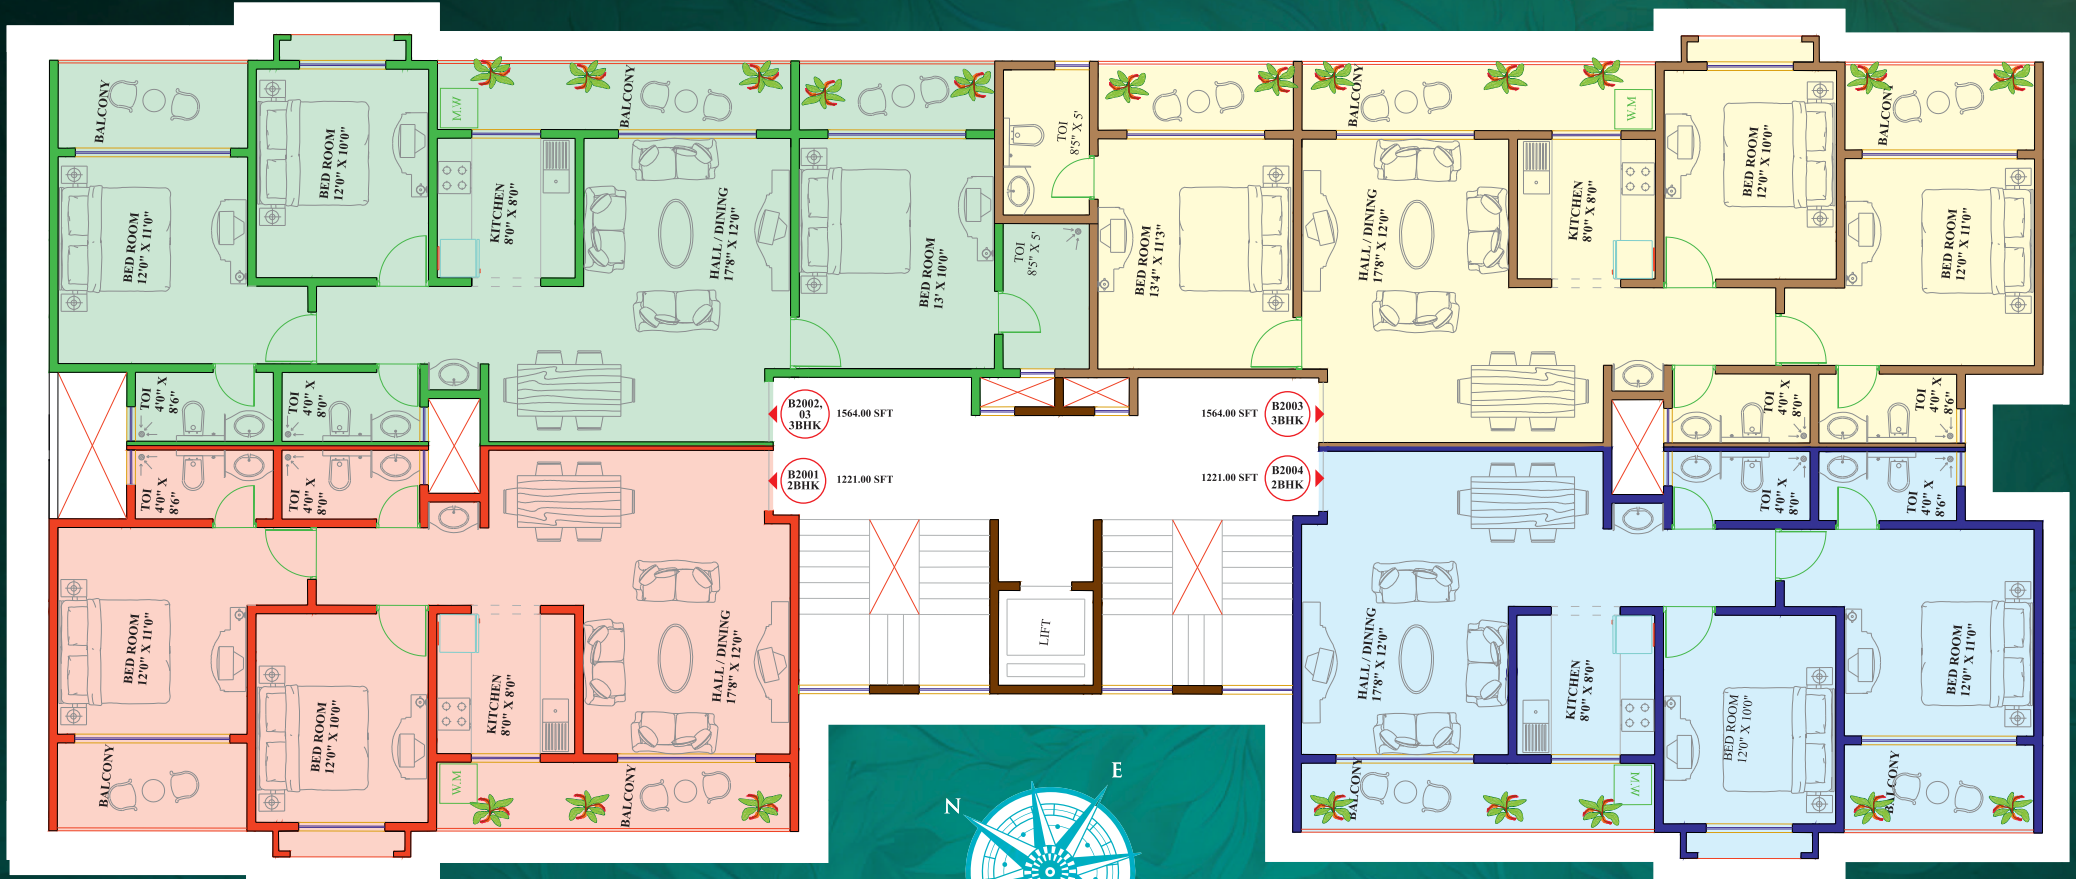 BALCONY
BED ROOM
12'0" X 11'0"
BED ROOM
12'0" X 10'0"
M.W
BALCONY
KITCHEN
8'0" X 8'0"
HALL / DINING
17'8" X 12'0"
BED ROOM
13' X 10'0"
TOI
8'5" X 5'
TOI
8'5" X 5'
TOI
4'0" X
8'6"
TOI
4'0" X
8'0"
BED ROOM
13'4" X 11'3"
BALCONY
HALL / DINING
17'8" X 12'0"
KITCHEN
8'0" X 8'0"
W.M
BED ROOM
12'0" X 10'0"
BALCONY
BED ROOM
12'0" X 11'0"
TOI
4'0" X
8'0"
TOI
4'0" X
8'6"
B2002,
03
3BHK
1564.00 SFT
1564.00 SFT
B2003
3BHK
B2001
2BHK
1221.00 SFT
1221.00 SFT
B2004
2BHK
TOI
4'0" X
8'6"
TOI
4'0" X
8'0"
BED ROOM
12'0" X 11'0"
BED ROOM
12'0" X 10'0"
KITCHEN
8'0" X 8'0"
HALL / DINING
17'8" X 12'0"
BALCONY
W.M
BALCONY
LIFT
TOI
4'0" X
8'0"
TOI
4'0" X
8'6"
HALL / DINING
17'8" X 12'0"
KITCHEN
8'0" X 8'0"
BED ROOM
12'0" X 10'0"
BED ROOM
12'0" X 11'0"
BALCONY
M.W
BALCONY
N
E